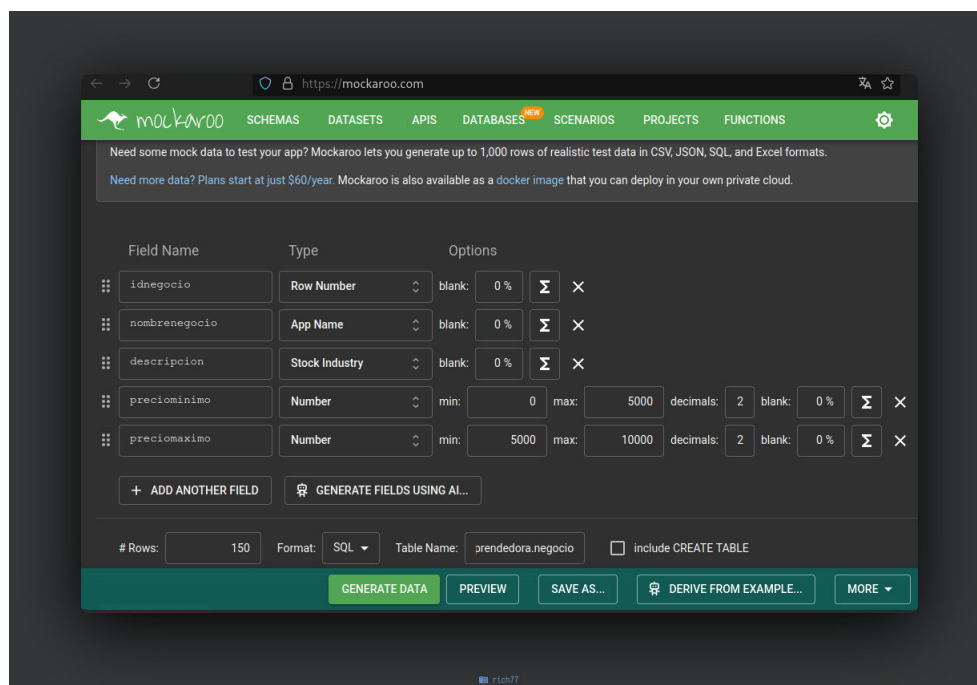 https://mockaroo.com
mockaroo SCHEMAS DATASETS APIS DATABASES NEW SCENARIOS PROJECTS FUNCTIONS
Need some mock data to test your app? Mockaroo lets you generate up to 1,000 rows of realistic test data in CSV, JSON, SQL, and Excel formats.
Need more data? Plans start at just $60/year. Mockaroo is also available as a docker image that you can deploy in your own private cloud.
Field Name Type Options
idnegocio Row Number blank: 0 % Σ
nombrenegocio App Name blank: 0 % Σ
descripcion Stock Industry blank: 0 % Σ
preciominimo Number min: 0 max: 5000 decimals: 2 blank: 0 % Σ
preciomaximo Number min: 5000 max: 10000 decimals: 2 blank: 0 % Σ
+ ADD ANOTHER FIELD GENERATE FIELDS USING AI...
# Rows: 150 Format: SQL Table Name: prendedora.negocio include CREATE TABLE
GENERATE DATA PREVIEW SAVE AS... DERIVE FROM EXAMPLE... MORE
rich77